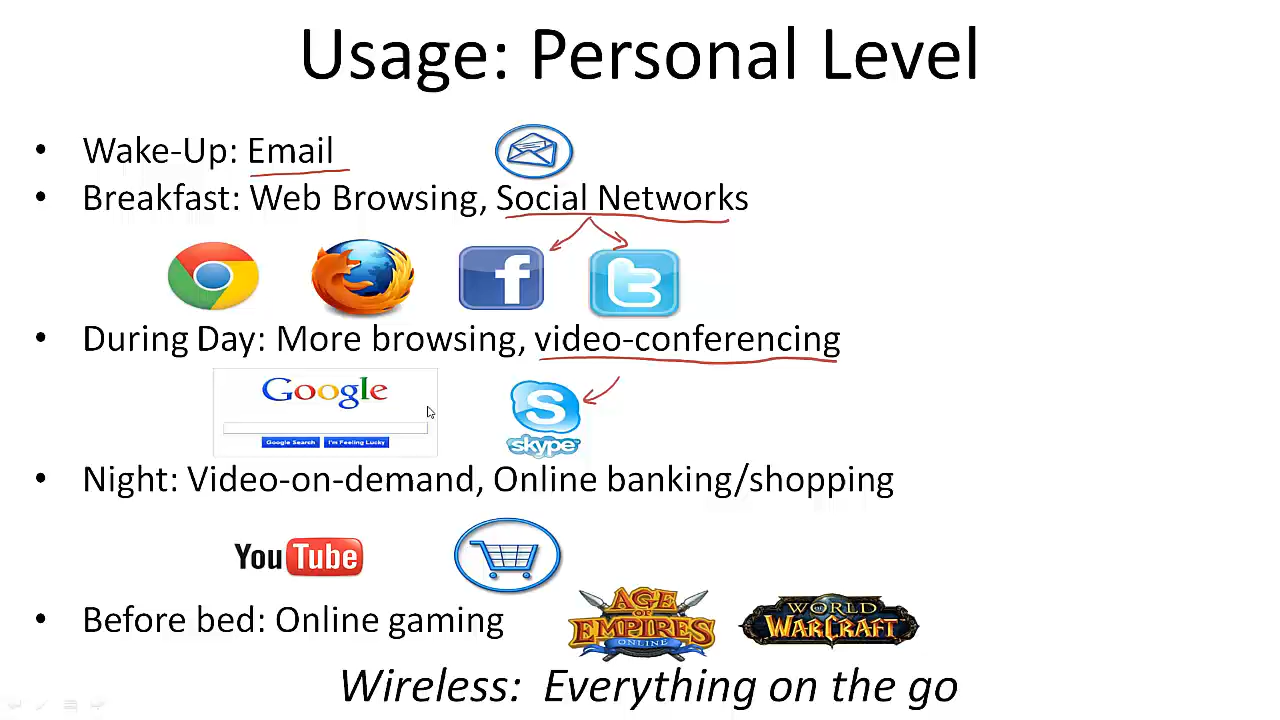 Usage: Personal Level
• Wake-Up: Email
• Breakfast: Web Browsing, Social Networks
f t
• During Day: More browsing, video-conferencing
Google
Google Search I'm Feeling Lucky
S
skype
• Night: Video-on-demand, Online banking/shopping
You Tube
• Before bed: Online gaming
AGE OF EMPIRES ONLINE
WORLD OF WARCRAFT
Wireless: Everything on the go